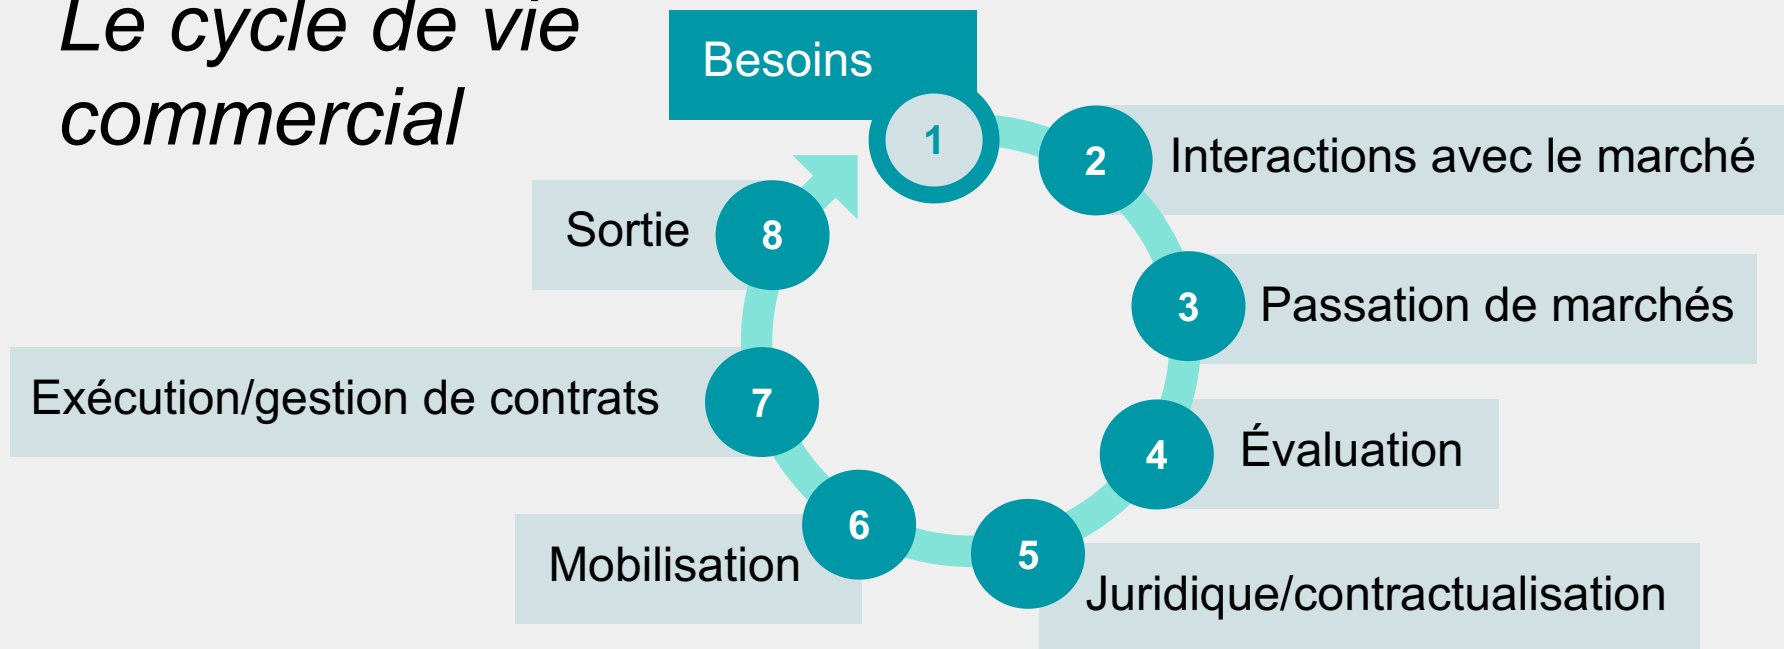 Le cycle de vie
commercial
Besoins
1
2
Interactions avec le marché
3
Passation de marchés
4
Évaluation
5
Juridique/contractualisation
6
Mobilisation
7
Exécution/gestion de contrats
8
Sortie